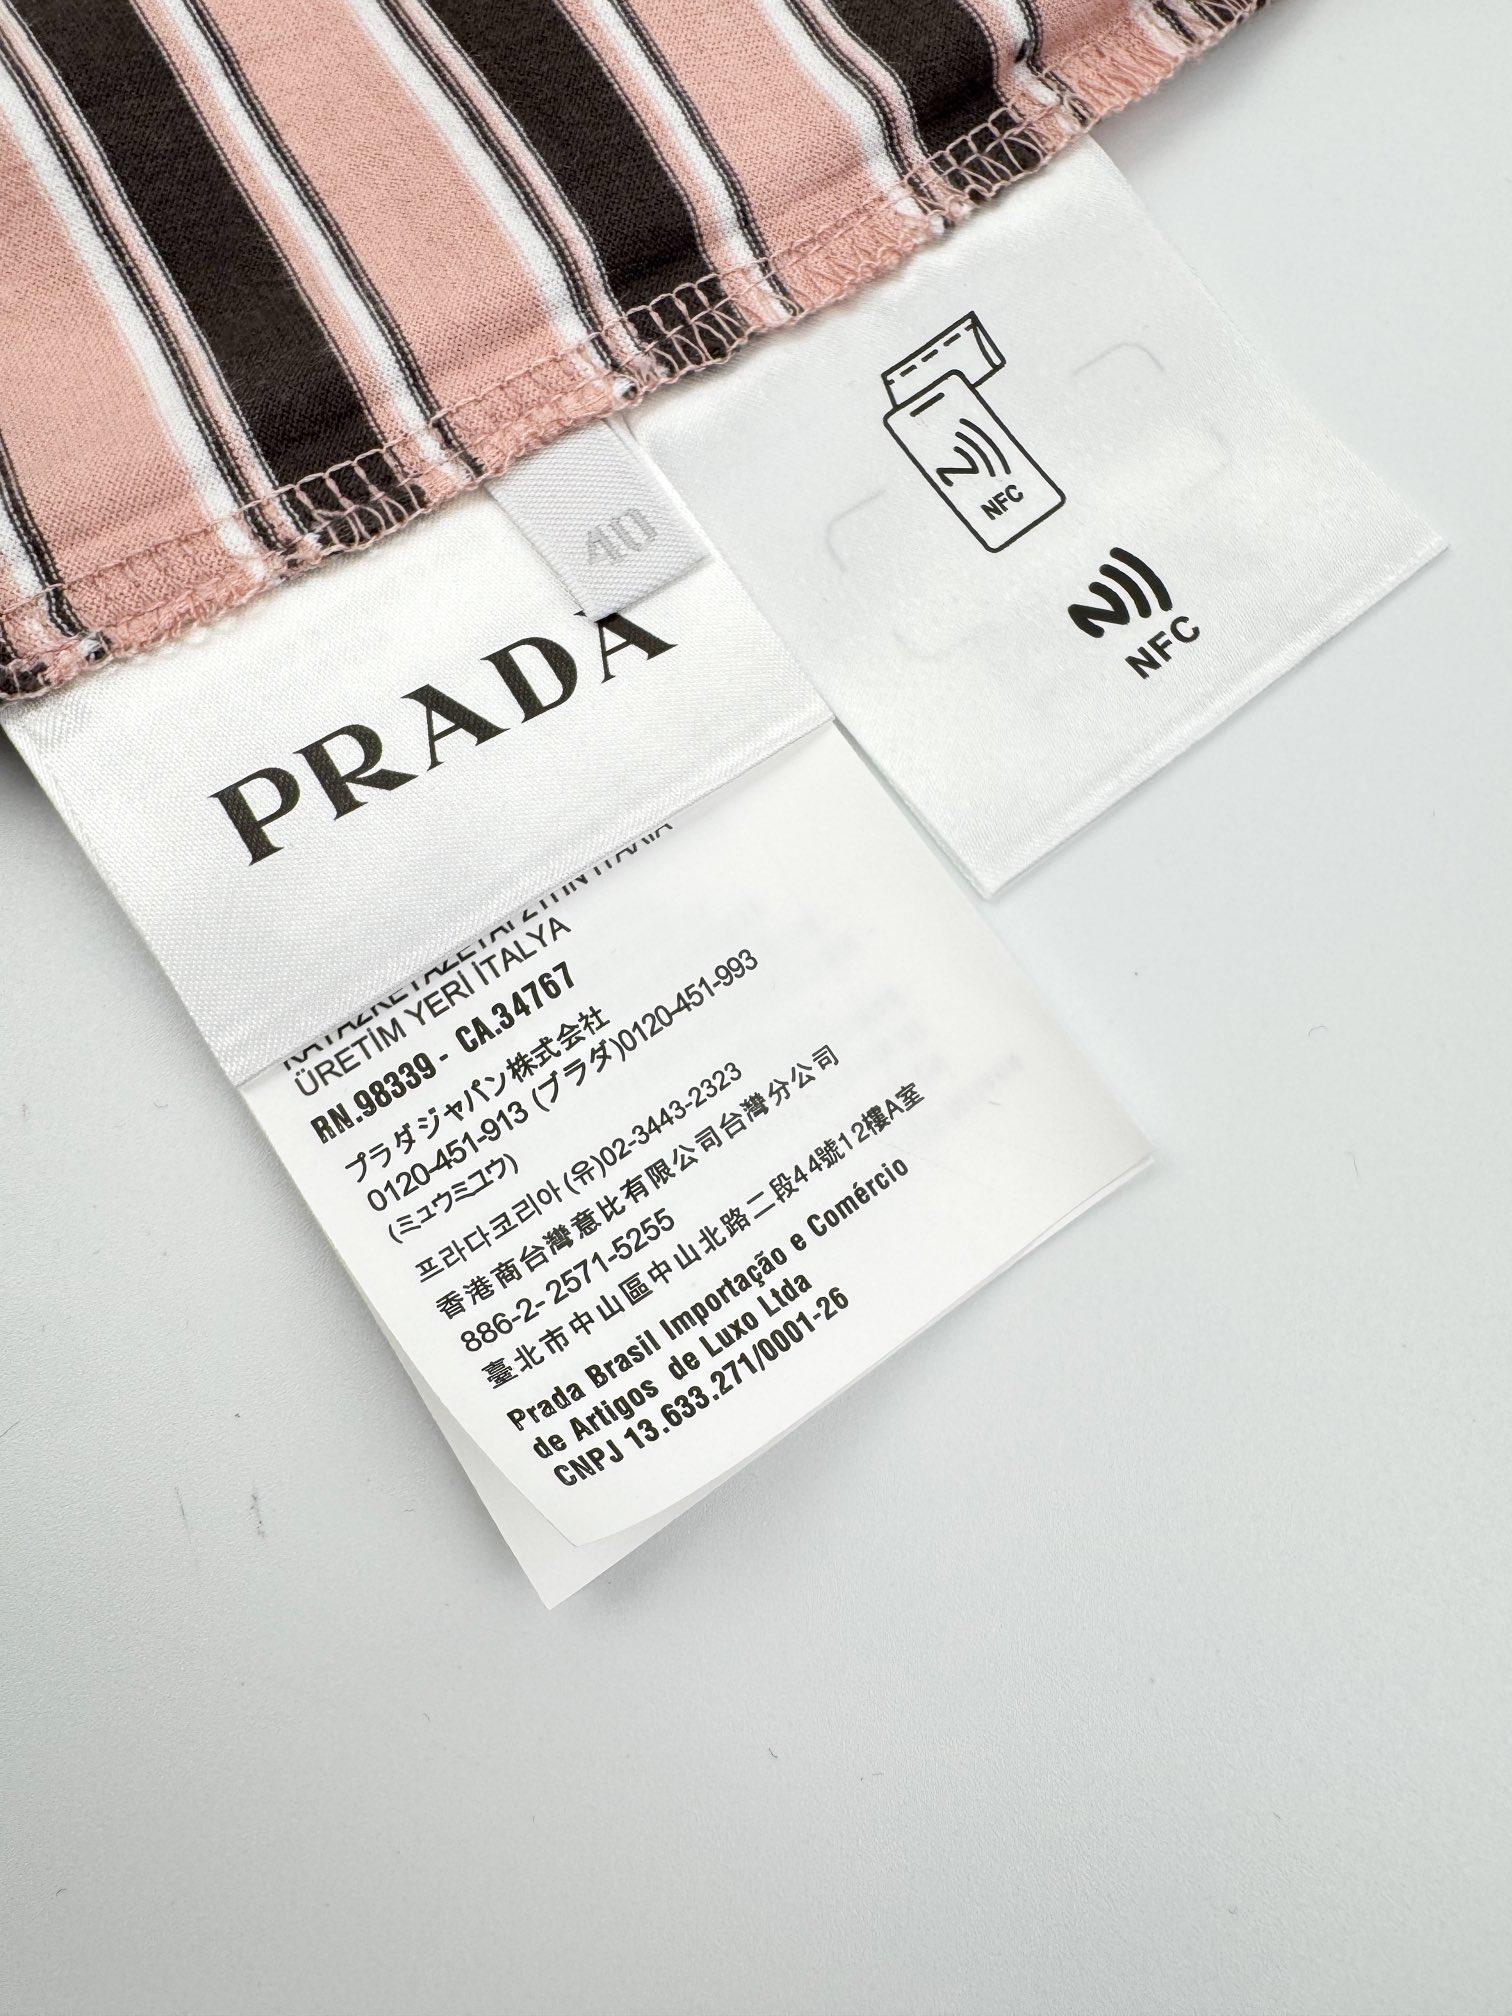 40
PRADA
NFC
NFC
ÜRETİM YERİ İTALYA
RN.98339 - CA.34767
プラダジャパン株式会社
0120-451-913 (プラダ)0120-451-993
(ミュウミュウ)
프라다코리아 (유)02-3443-2323
香港商台灣意比有限公司台灣分公司
886-2- 2571-5255
臺北市中山區中山北路二段44號12樓A室
Prada Brasil Importação e Comércio
de Artigos de Luxo Ltda
CNPJ 13.633.271/0001-26